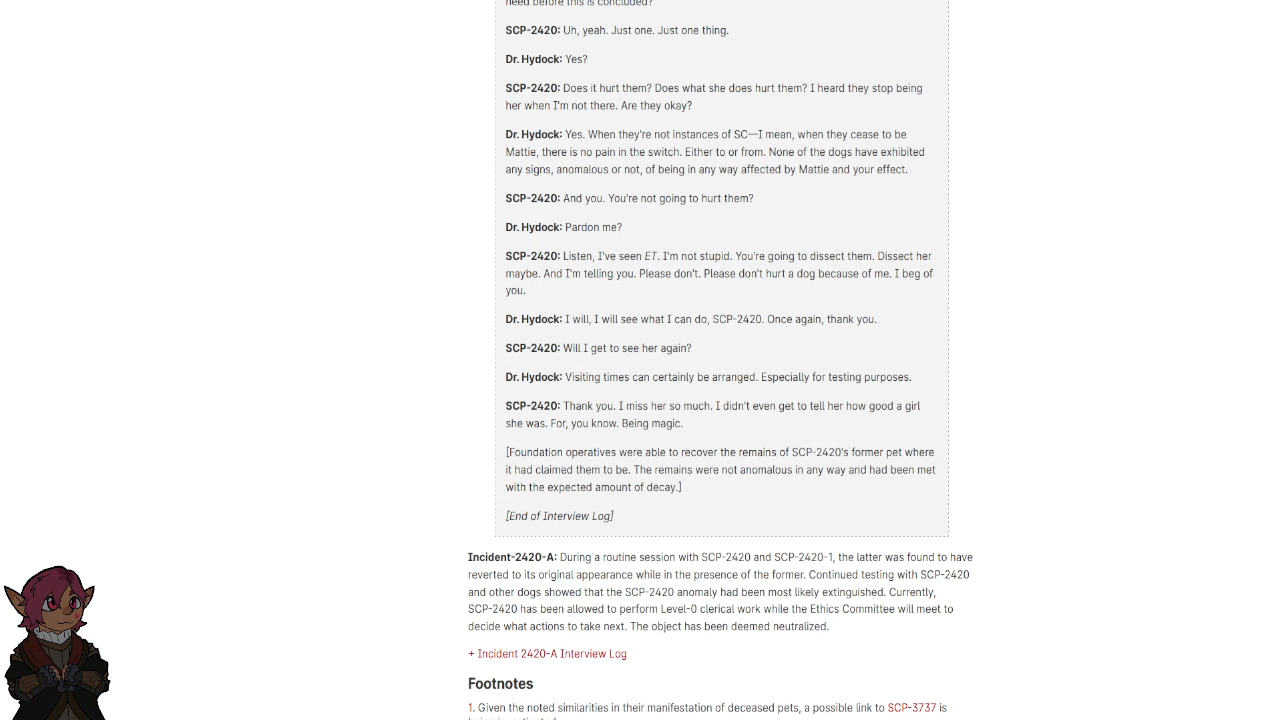 need before this is concluded?
SCP-2420: Uh, yeah. Just one. Just one thing.
Dr. Hydock: Yes?
SCP-2420: Does it hurt them? Does what she does hurt them? I heard they stop being
her when I'm not there. Are they okay?
Dr. Hydock: Yes. When they're not instances of SC—I mean, when they cease to be
Mattie, there is no pain in the switch. Either to or from. None of the dogs have exhibited
any signs, anomalous or not, of being in any way affected by Mattie and your effect.
SCP-2420: And you. You're not going to hurt them?
Dr. Hydock: Pardon me?
SCP-2420: Listen, I've seen ET. I'm not stupid. You're going to dissect them. Dissect her
maybe. And I'm telling you. Please don't. Please don't hurt a dog because of me. I beg of
you.
Dr. Hydock: I will, I will see what I can do, SCP-2420. Once again, thank you.
SCP-2420: Will I get to see her again?
Dr. Hydock: Visiting times can certainly be arranged. Especially for testing purposes.
SCP-2420: Thank you. I miss her so much. I didn't even get to tell her how good a girl
she was. For, you know. Being magic.
[Foundation operatives were able to recover the remains of SCP-2420's former pet where
it had claimed them to be. The remains were not anomalous in any way and had been met
with the expected amount of decay.]
[End of Interview Log]
Incident-2420-A: During a routine session with SCP-2420 and SCP-2420-1, the latter was found to have
reverted to its original appearance while in the presence of the former. Continued testing with SCP-2420
and other dogs showed that the SCP-2420 anomaly had been most likely extinguished. Currently,
SCP-2420 has been allowed to perform Level-0 clerical work while the Ethics Committee will meet to
decide what actions to take next. The object has been deemed neutralized.
+ Incident 2420-A Interview Log
Footnotes
1. Given the noted similarities in their manifestation of deceased pets, a possible link to SCP-3737 is